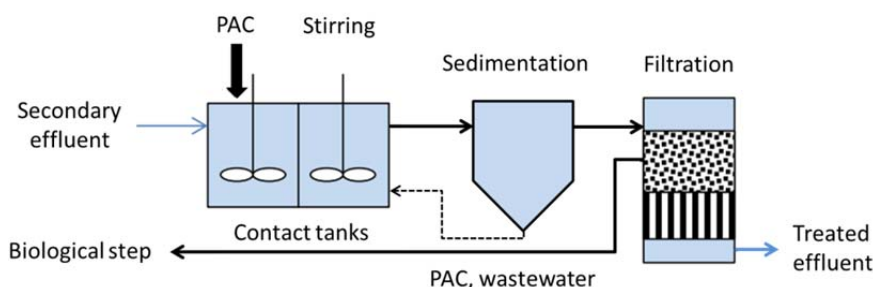 PAC
Stirring
Sedimentation
Filtration
Secondary
effluent
Contact tanks
Biological step
PAC, wastewater
Treated
effluent